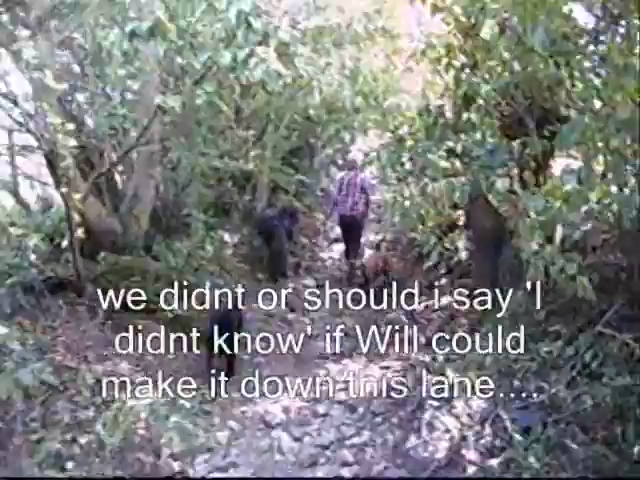 we didnt or should i say 'I
didnt know' if Will could
make it down this lane....